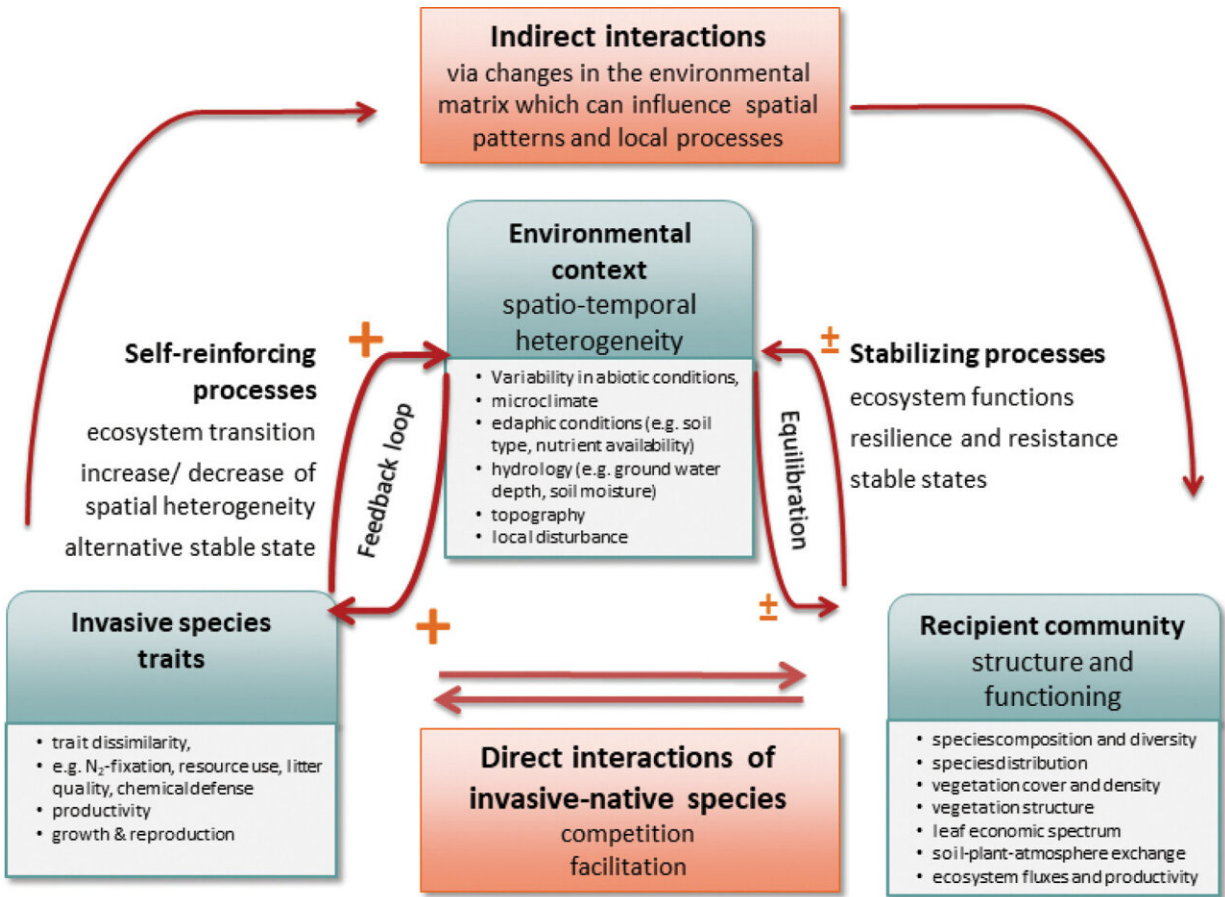 Indirect interactions
via changes in the environmental
matrix which can influence spatial
patterns and local processes
Environmental
context
spatio-temporal
heterogeneity
• Variability in abiotic conditions,
• microclimate
• edaphic conditions (e.g. soil
type, nutrient availability)
• hydrology (e.g. ground water
depth, soil moisture)
• topography
• local disturbance
+
Self-reinforcing
processes
ecosystem transition
increase/ decrease of
spatial heterogeneity
alternative stable state
Feedback loop
+
Equilibration
±
±
Stabilizing processes
ecosystem functions
resilience and resistance
stable states
Invasive species
traits
• trait dissimilarity,
• e.g. N₂-fixation, resource use, litter
quality, chemical defense
• productivity
• growth & reproduction
Direct interactions of
invasive-native species
competition
facilitation
Recipient community
structure and
functioning
• speciescomposition and diversity
• speciesdistribution
• vegetation cover and density
• vegetation structure
• leaf economic spectrum
• soil-plant-atmosphere exchange
• ecosystem fluxes and productivity